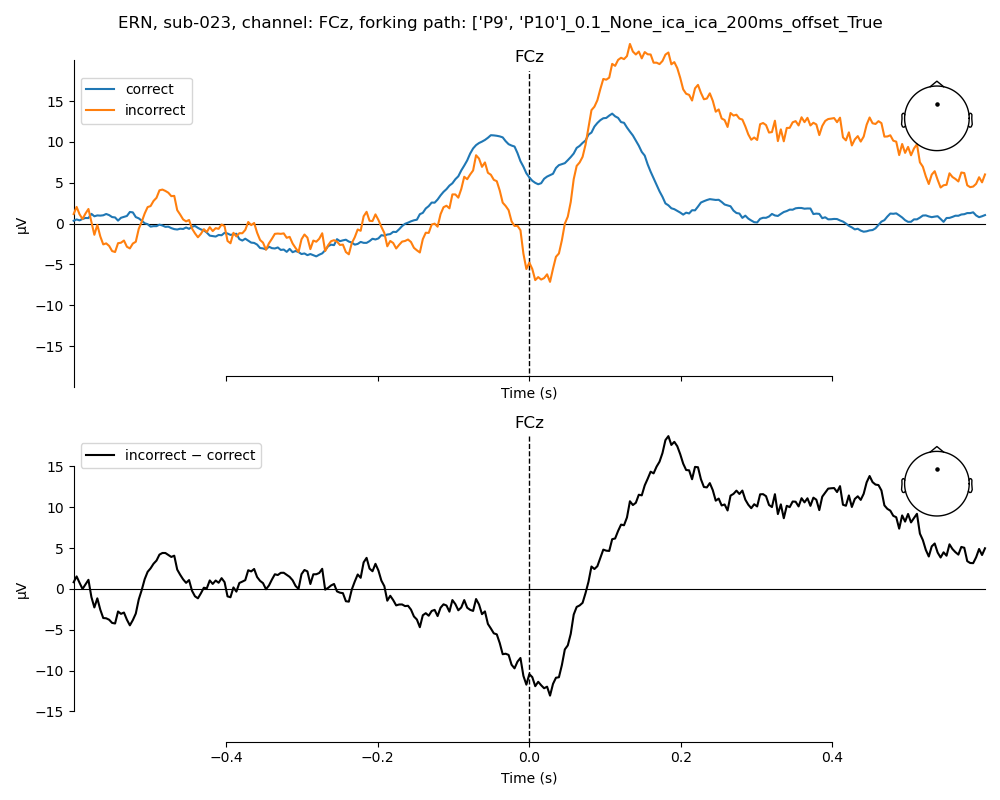 ERN, sub-023, channel: FCz, forking path: ['P9', 'P10']_0.1_None_ica_ica_200ms_offset_True
FCz
correct
incorrect
15
10
5
0
−5
−10
−15
µV
Time (s)
FCz
incorrect − correct
15
10
5
0
−5
−10
−15
µV
−0.4
−0.2
0.0
0.2
0.4
Time (s)